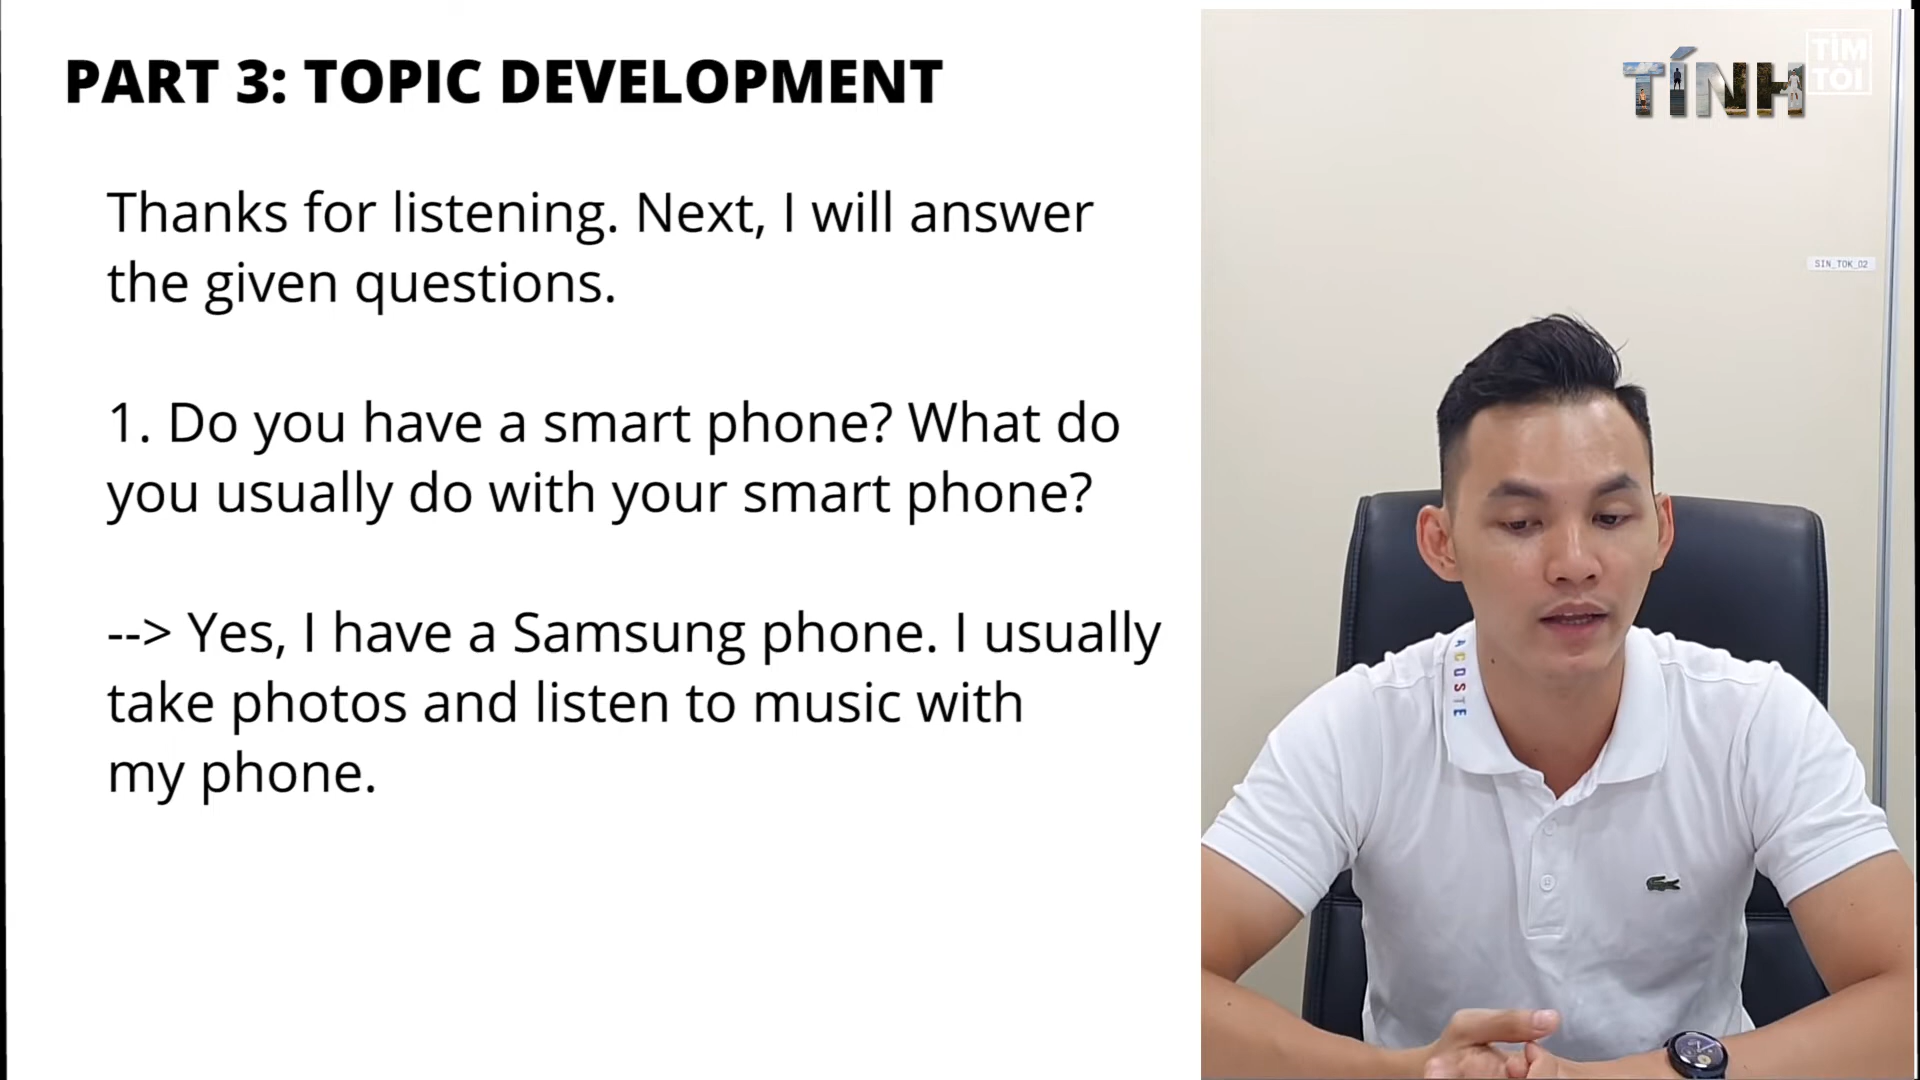 PART 3: TOPIC DEVELOPMENT
Thanks for listening. Next, I will answer
the given questions.
1. Do you have a smart phone? What do
you usually do with your smart phone?
--> Yes, I have a Samsung phone. I usually
take photos and listen to music with
my phone.
TÍNH
TÌM
TÒI
SIN_TOK_02
ACOSTE